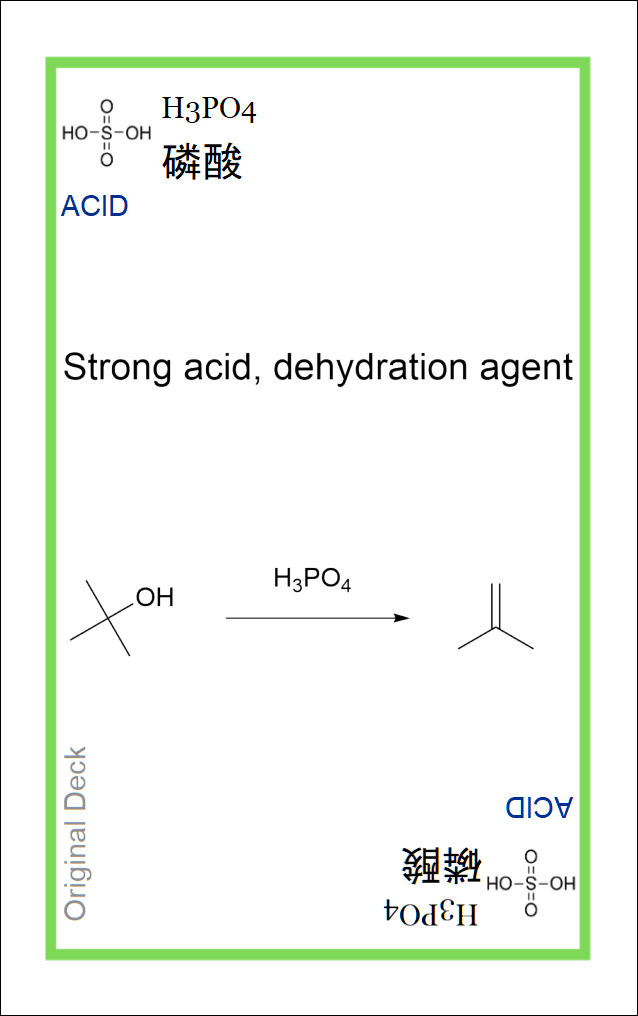 O
HO-S-OH
O
H3PO4
磷酸
ACID
Strong acid, dehydration agent
OH
H₃PO₄
Original Deck
ACID
磷酸
H3PO4
O
HO-S-OH
O